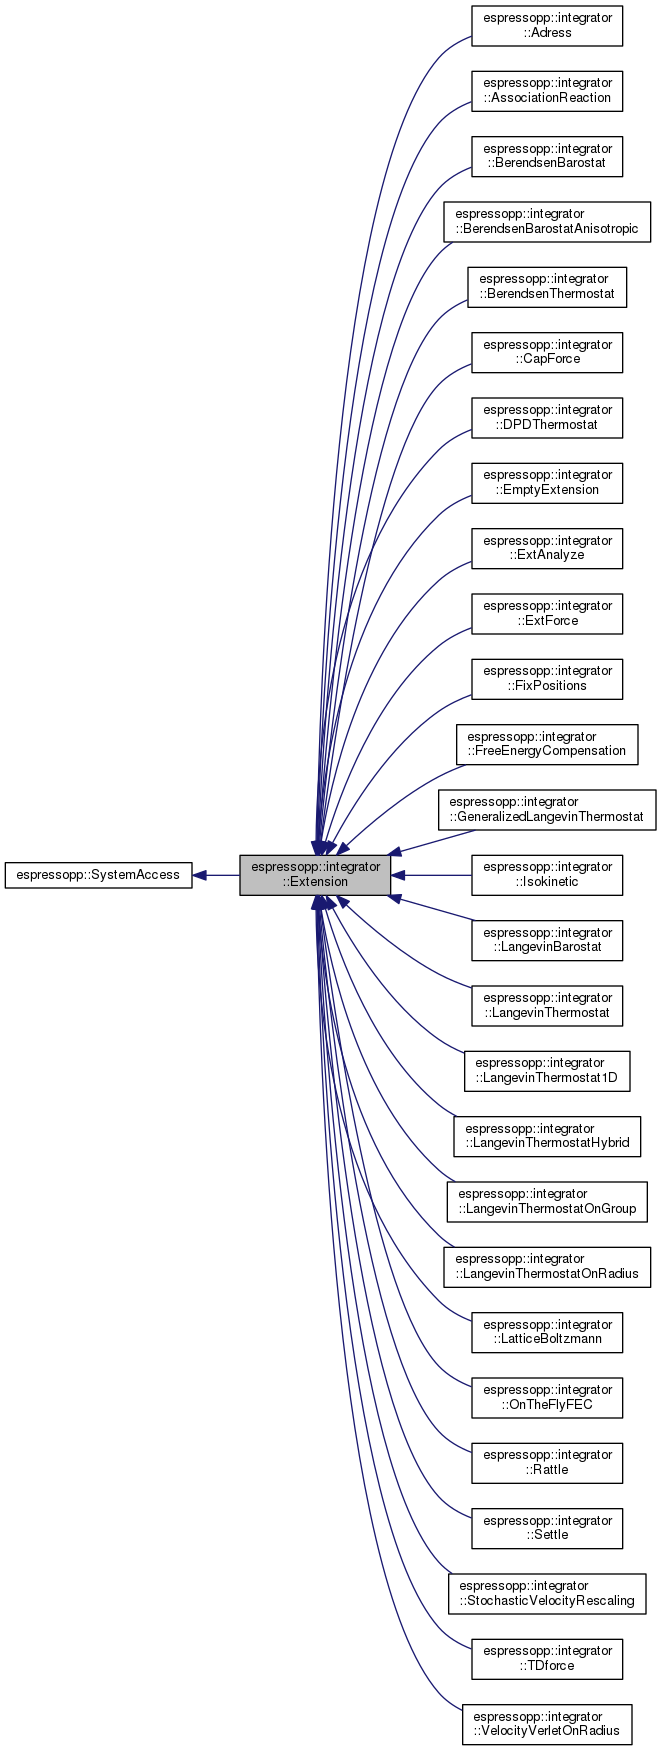 espressopp::integrator
::Adress
espressopp::integrator
::AssociationReaction
espressopp::integrator
::BerendsenBarostat
espressopp::integrator
::BerendsenBarostatAnisotropic
espressopp::integrator
::BerendsenThermostat
espressopp::integrator
::CapForce
espressopp::integrator
::DPDThermostat
espressopp::integrator
::EmptyExtension
espressopp::integrator
::ExtAnalyze
espressopp::integrator
::ExtForce
espressopp::integrator
::FixPositions
espressopp::integrator
::FreeEnergyCompensation
espressopp::integrator
::GeneralizedLangevinThermostat
espressopp::SystemAccess
espressopp::integrator
::Extension
espressopp::integrator
::Isokinetic
espressopp::integrator
::LangevinBarostat
espressopp::integrator
::LangevinThermostat
espressopp::integrator
::LangevinThermostat1D
espressopp::integrator
::LangevinThermostatHybrid
espressopp::integrator
::LangevinThermostatOnGroup
espressopp::integrator
::LangevinThermostatOnRadius
espressopp::integrator
::LatticeBoltzmann
espressopp::integrator
::OnTheFlyFEC
espressopp::integrator
::Rattle
espressopp::integrator
::Settle
espressopp::integrator
::StochasticVelocityRescaling
espressopp::integrator
::TDforce
espressopp::integrator
::VelocityVerletOnRadius